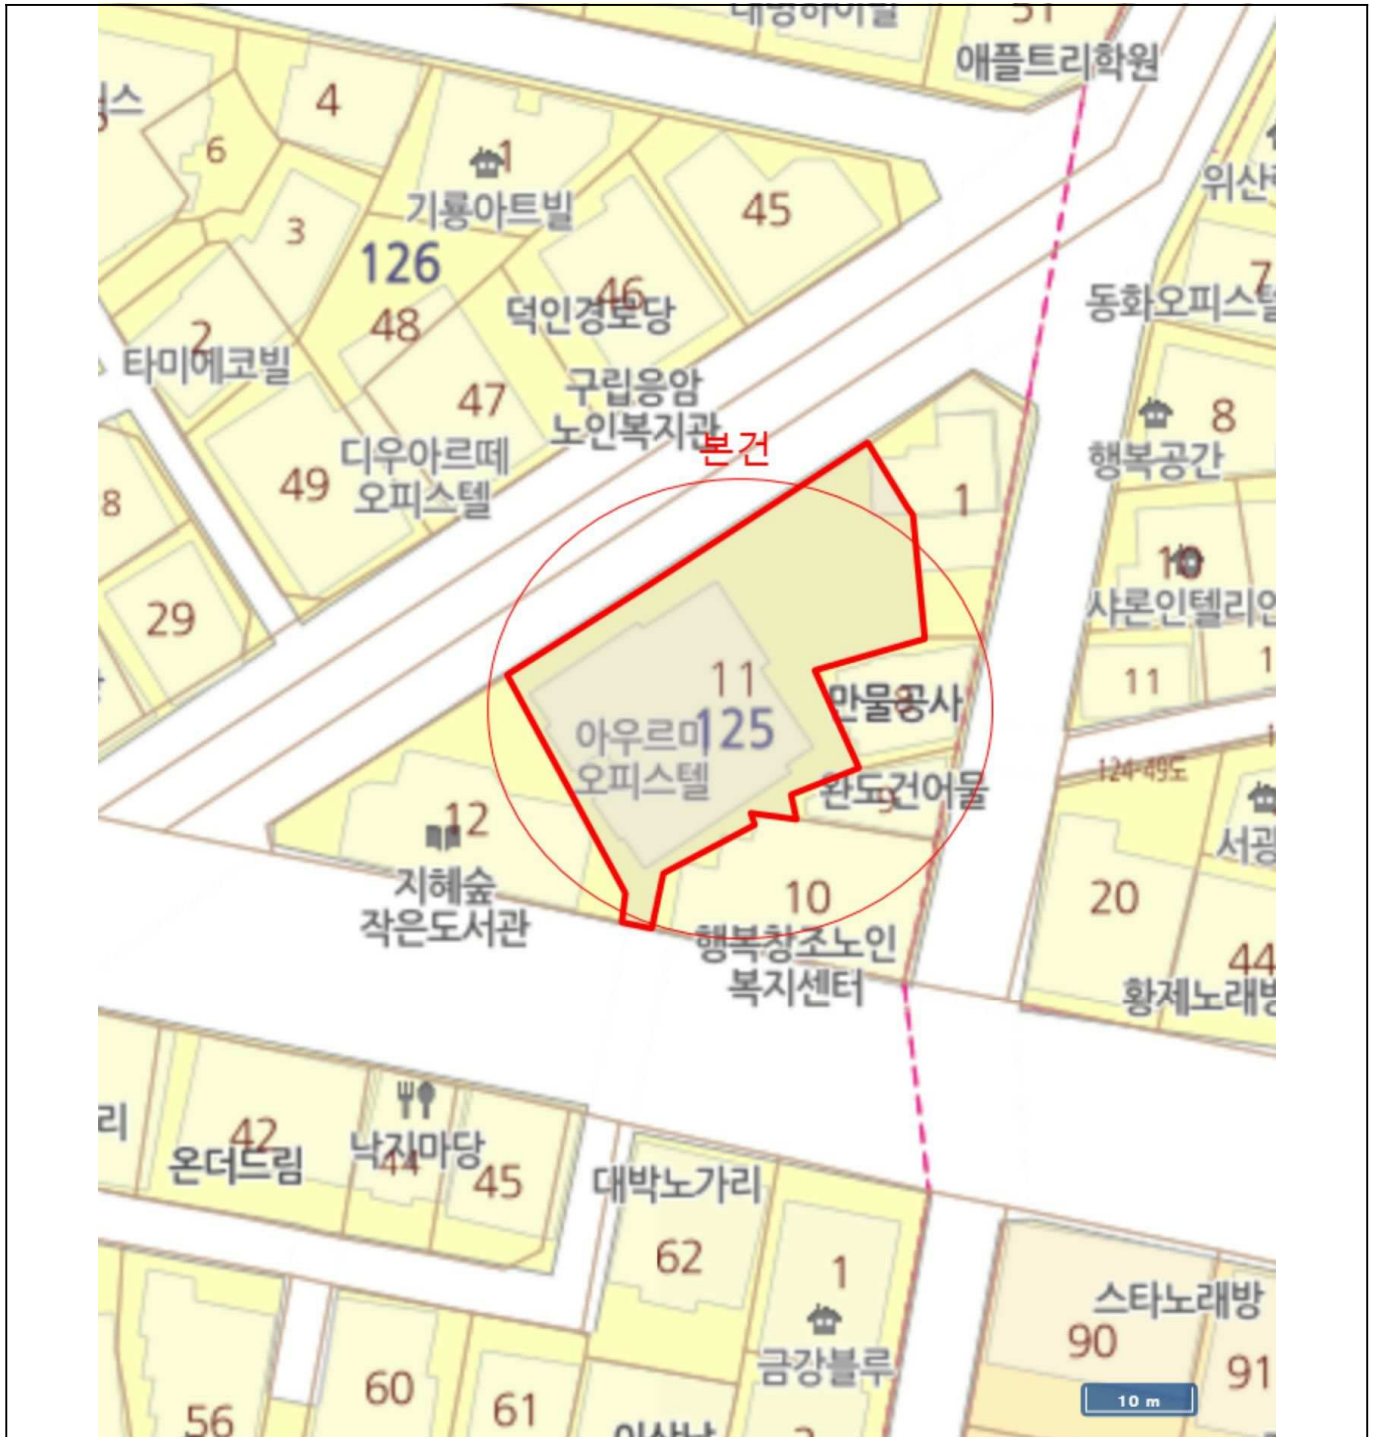 애플트리학원
4
6
1
기룡아트빌
45
3
126
46
덕인경로당
동화오피스텔
7
48
2
타미에코빌
47
구립응암
노인복지관
본건
8
행복공간
디우아르떼
오피스텔
49
1
8
10
샤론인텔리안
29
11
125
아우르미
오피스텔
8
만물공사
11
1
124-49도
완도건어물
9
12
지혜숲
작은도서관
10
20
행복창조노인
복지센터
44
황제노래방
리
42
온더드림
낙지마당
44
45
대박노가리
62
1
금강블루
스타노래방
90
91
10 m
60
61
56